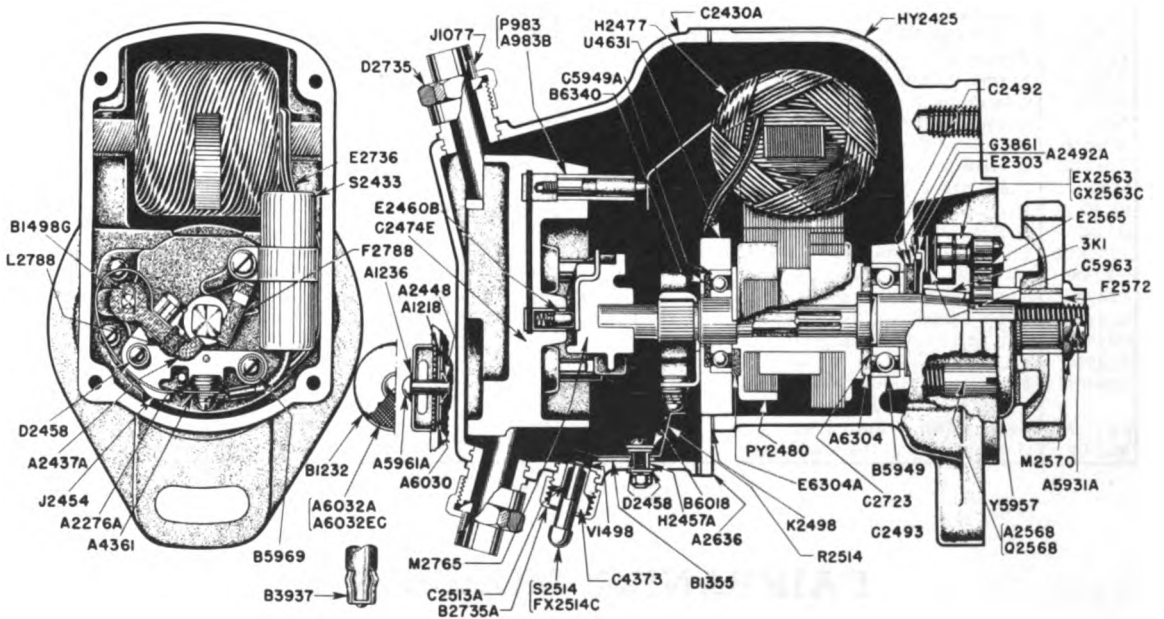 C2430A
HY2425
H2477
U4631
P983
A983B
J1077
D2735
C5949A
B6340
C2492
G3861
A2492A
E2303
EX2563
GX2563C
E2565
3K1
C5963
F2572
E2736
S2433
B1498G
L2788
F2788
E2460B
C2474E
A1236
A2448
A1218
D2458
A2437A
J2454
A2276A
A4361
B5969
B1232
A5961A
A6030
A6032A
A6032EC
B3937
M2765
C2513A
B2735A
S2514
FX2514C
V1498
C4373
D2458
B6018
H2457A
A2636
B1355
K2498
R2514
PY2480
E6304A
A6304
B5949
C2723
C2493
M2570
A5931A
Y5957
A2568
Q2568